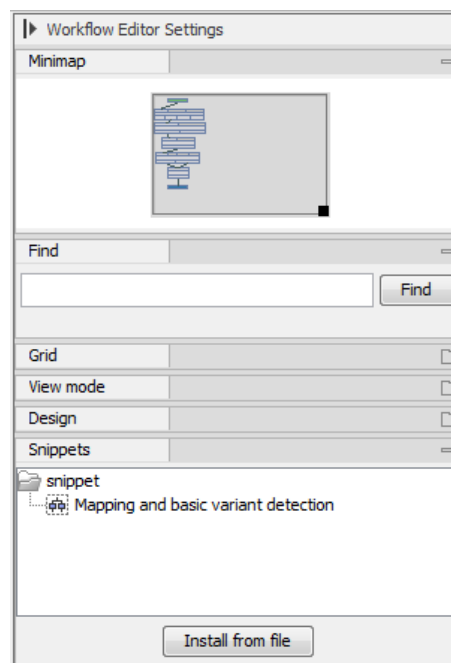 Workflow Editor Settings
Minimap
Find
Find
Grid
View mode
Design
Snippets
snippet
Mapping and basic variant detection
Install from file